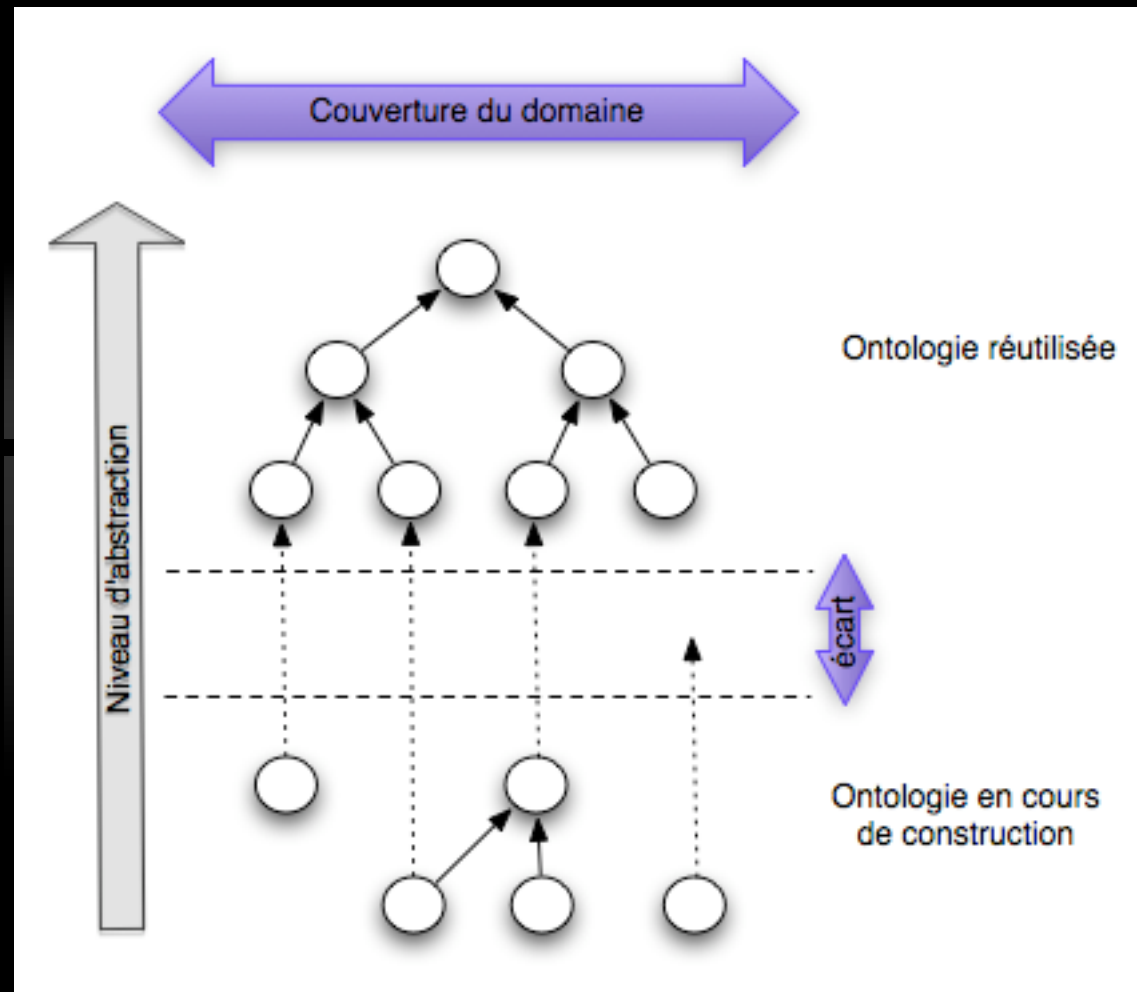 Couverture du domaine
Ontologie réutilisée
Niveau d'abstraction
écart
Ontologie en cours
de construction